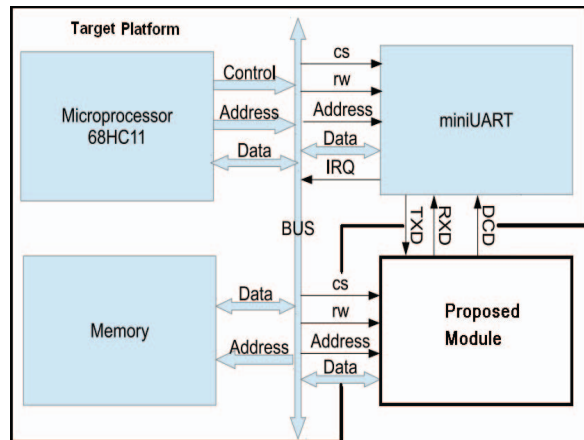 Target Platform
Microprocessor
68HC11
Control
Address
Data
cs
rw
Address
Data
IRQ
miniUART
BUS
TXD
RXD
DCD
Memory
Data
Address
cs
rw
Address
Data
Proposed
Module